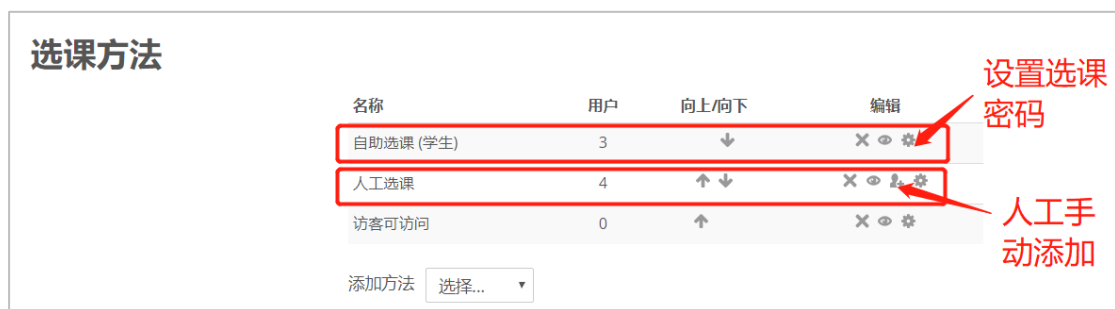 选课方法
设置选课
密码
名称 用户 向上/向下 编辑
自助选课 (学生) 3
人工选课 4
访客可访问 0
人工手
动添加
添加方法 选择...